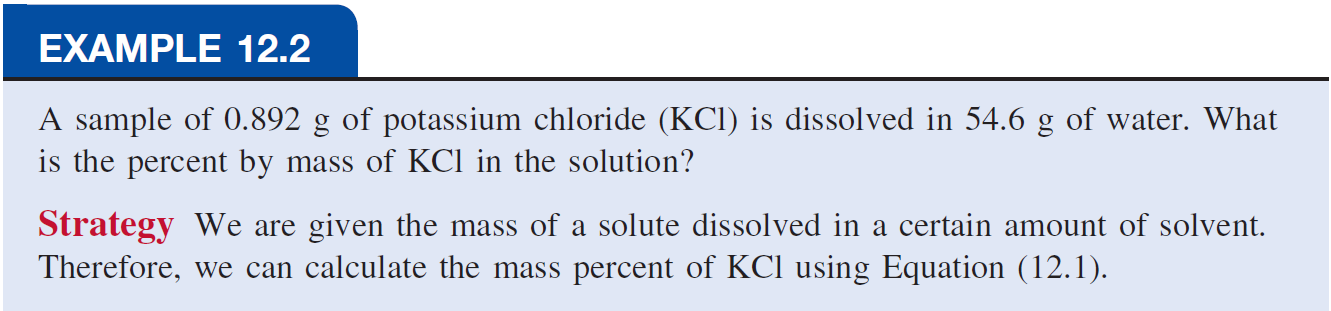 EXAMPLE 12.2
A sample of 0.892 g of potassium chloride (KCl) is dissolved in 54.6 g of water. What
is the percent by mass of KCl in the solution?
Strategy We are given the mass of a solute dissolved in a certain amount of solvent.
Therefore, we can calculate the mass percent of KCl using Equation (12.1).